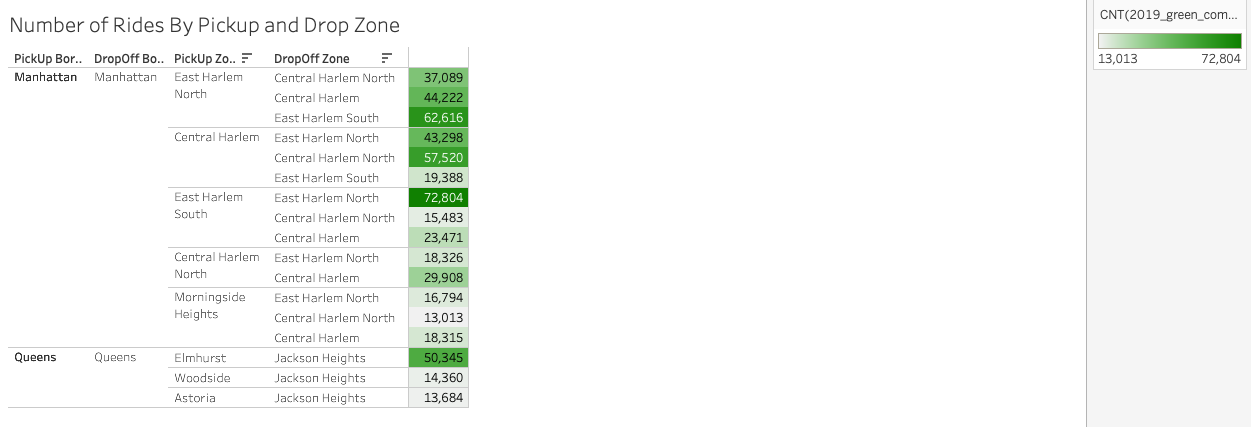 Number of Rides By Pickup and Drop Zone
CNT(2019_green_com...
13,013 72,804
PickUp Bor.. DropOff Bo.. PickUp Zo.. DropOff Zone
Manhattan Manhattan East Harlem North Central Harlem North 37,089
Central Harlem 44,222
East Harlem South 62,616
Central Harlem East Harlem North 43,298
Central Harlem North 57,520
East Harlem South 19,388
East Harlem South East Harlem North 72,804
Central Harlem North 15,483
Central Harlem 23,471
Central Harlem North East Harlem North 18,326
Central Harlem 29,908
Morningside Heights East Harlem North 16,794
Central Harlem North 13,013
Central Harlem 18,315
Queens Queens Elmhurst Jackson Heights 50,345
Woodside Jackson Heights 14,360
Astoria Jackson Heights 13,684